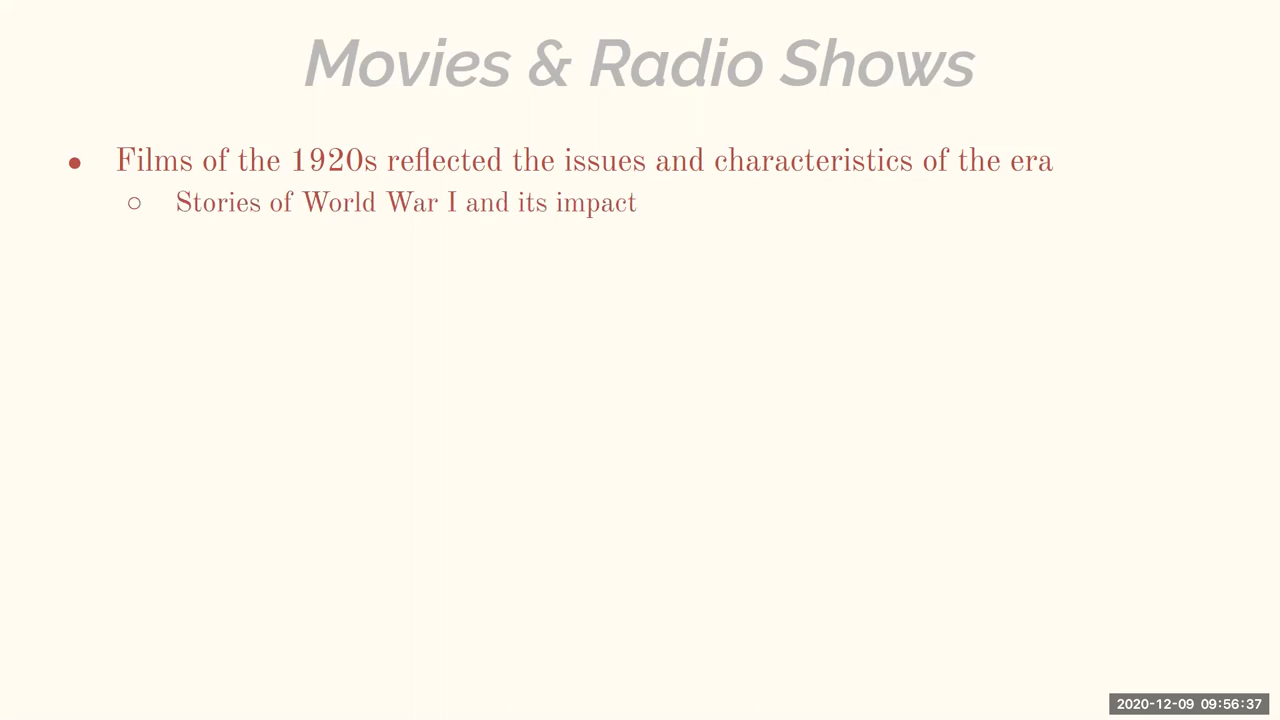 Movies & Radio Shows
● Films of the 1920s reflected the issues and characteristics of the era
○ Stories of World War I and its impact
2020-12-09 09:56:37